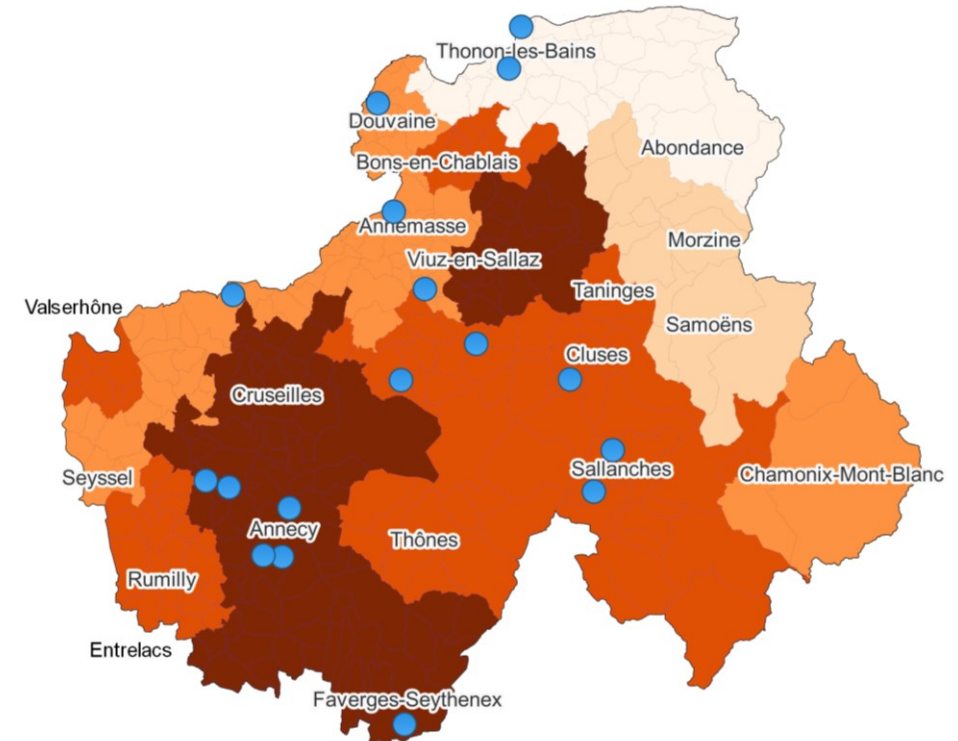 Thonon-les-Bains
Douvaine
Abondance
Bons-en-Chablais
Annemasse
Morzine
Viuz-en-Sallaz
Taninges
Valserhône
Samoëns
Cluses
Cruseilles
Sallanches
Chamonix-Mont-Blanc
Seyssel
Annecy
Thônes
Rumilly
Entrelacs
Faverges-Seythenex